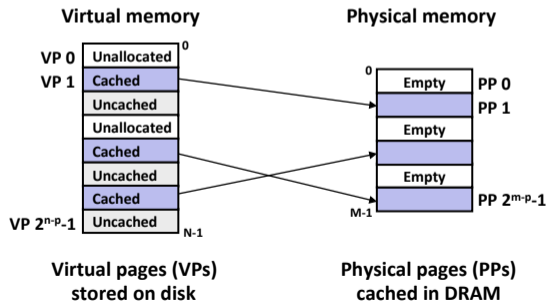 Virtual memory
Physical memory
0
VP 0 Unallocated
VP 1 Cached
Uncached
Unallocated
Cached
Uncached
Cached
VP 2ⁿ⁻ᵖ-1 Uncached
N-1
0
Empty PP 0
PP 1
Empty
Empty
PP 2ᵐ⁻ᵖ-1
M-1
Virtual pages (VPs)
stored on disk
Physical pages (PPs)
cached in DRAM